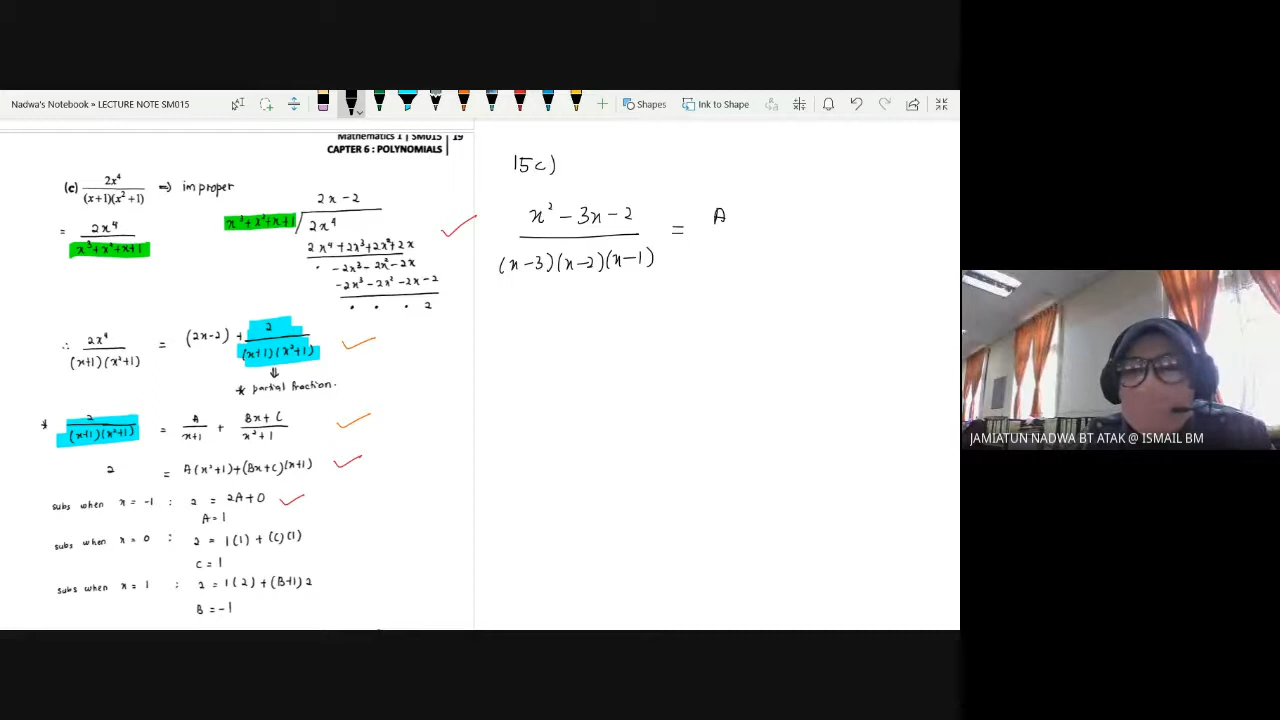 Nadwa's Notebook » LECTURE NOTE SM015
Shapes
Ink to Shape
Mathematics 1 | SM015 | 19
CAPTER 6 : POLYNOMIALS
(c) 2x⁴ / (x+1)(x²+1) ⇒ improper
= 2x⁴ / x³+x²+x+1
2x - 2
x³+x²+x+1 2x⁴
2x⁴+2x³+2x²+2x
-2x³-2x²-2x
-2x³-2x²-2x-2
. . . 2
∴ 2x⁴ / (x+1)(x²+1) = (2x-2) + 2 / (x+1)(x²+1)
⇓
* partial fraction.
* 2 / (x+1)(x²+1) = A / x+1 + Bx+C / x²+1
2 = A(x²+1)+(Bx+C)(x+1)
subs when x = -1 : 2 = 2A+0
A=1
subs when x = 0 : 2 = 1(1) + (C)(1)
C = 1
subs when x = 1 : 2 = 1(2) + (B+1)2
B = -1
15c)
x² - 3x - 2 / (x-3)(x-2)(x-1) = A
JAMIATUN NADWA BT ATAK @ ISMAIL BM